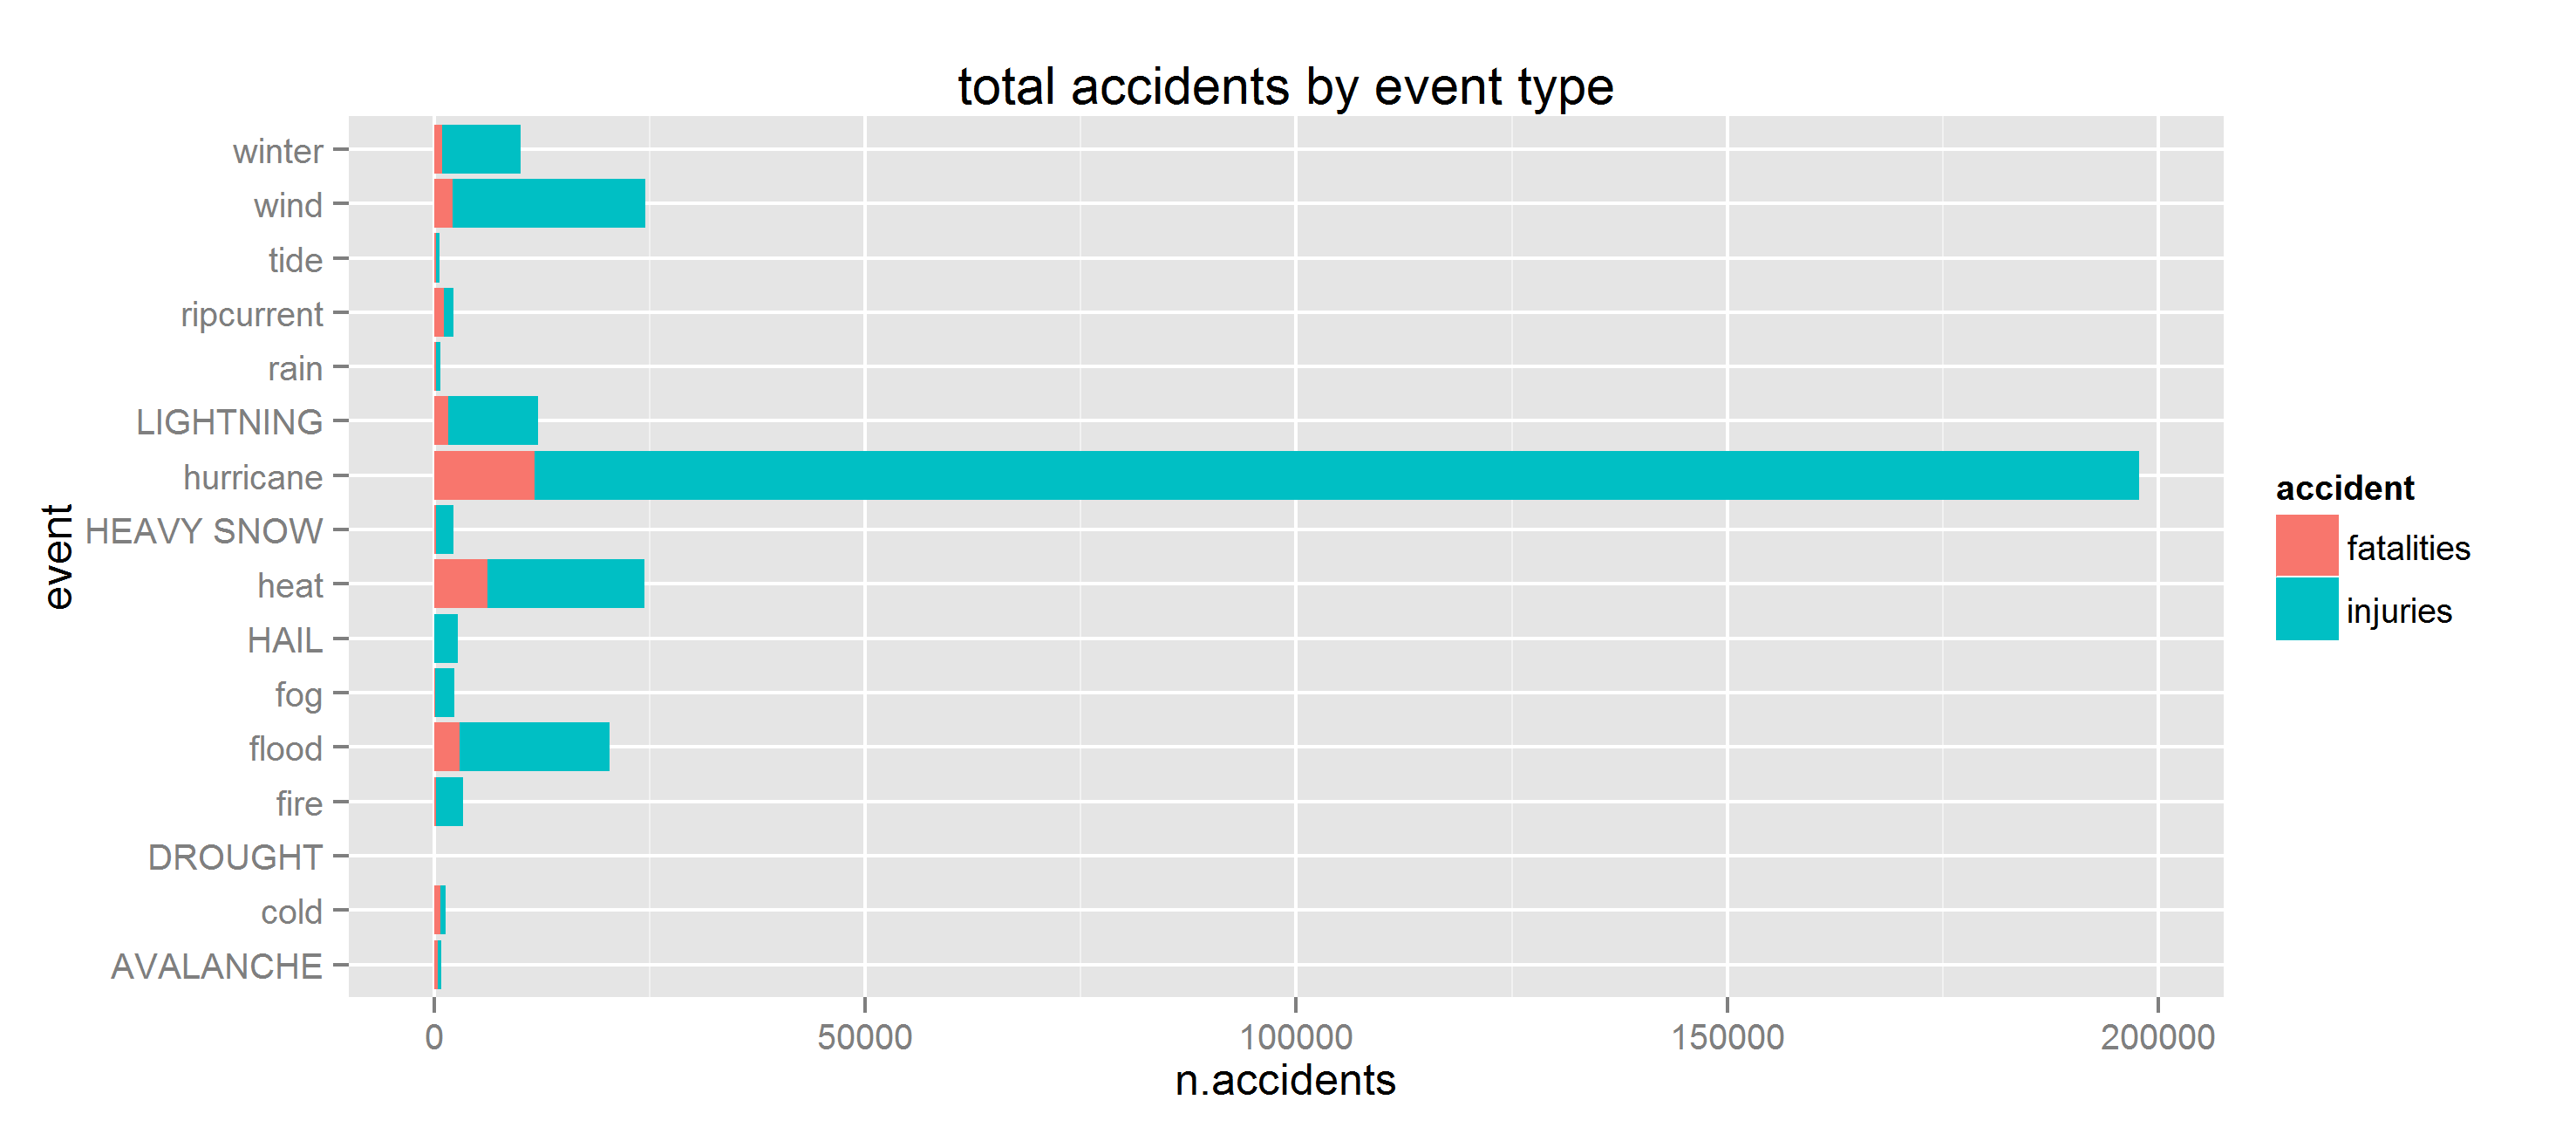 total accidents by event type
winter
wind
tide
ripcurrent
rain
LIGHTNING
hurricane
HEAVY SNOW
heat
HAIL
fog
flood
fire
DROUGHT
cold
AVALANCHE
event
0 50000 100000 150000 200000
n.accidents
accident
fatalities
injuries